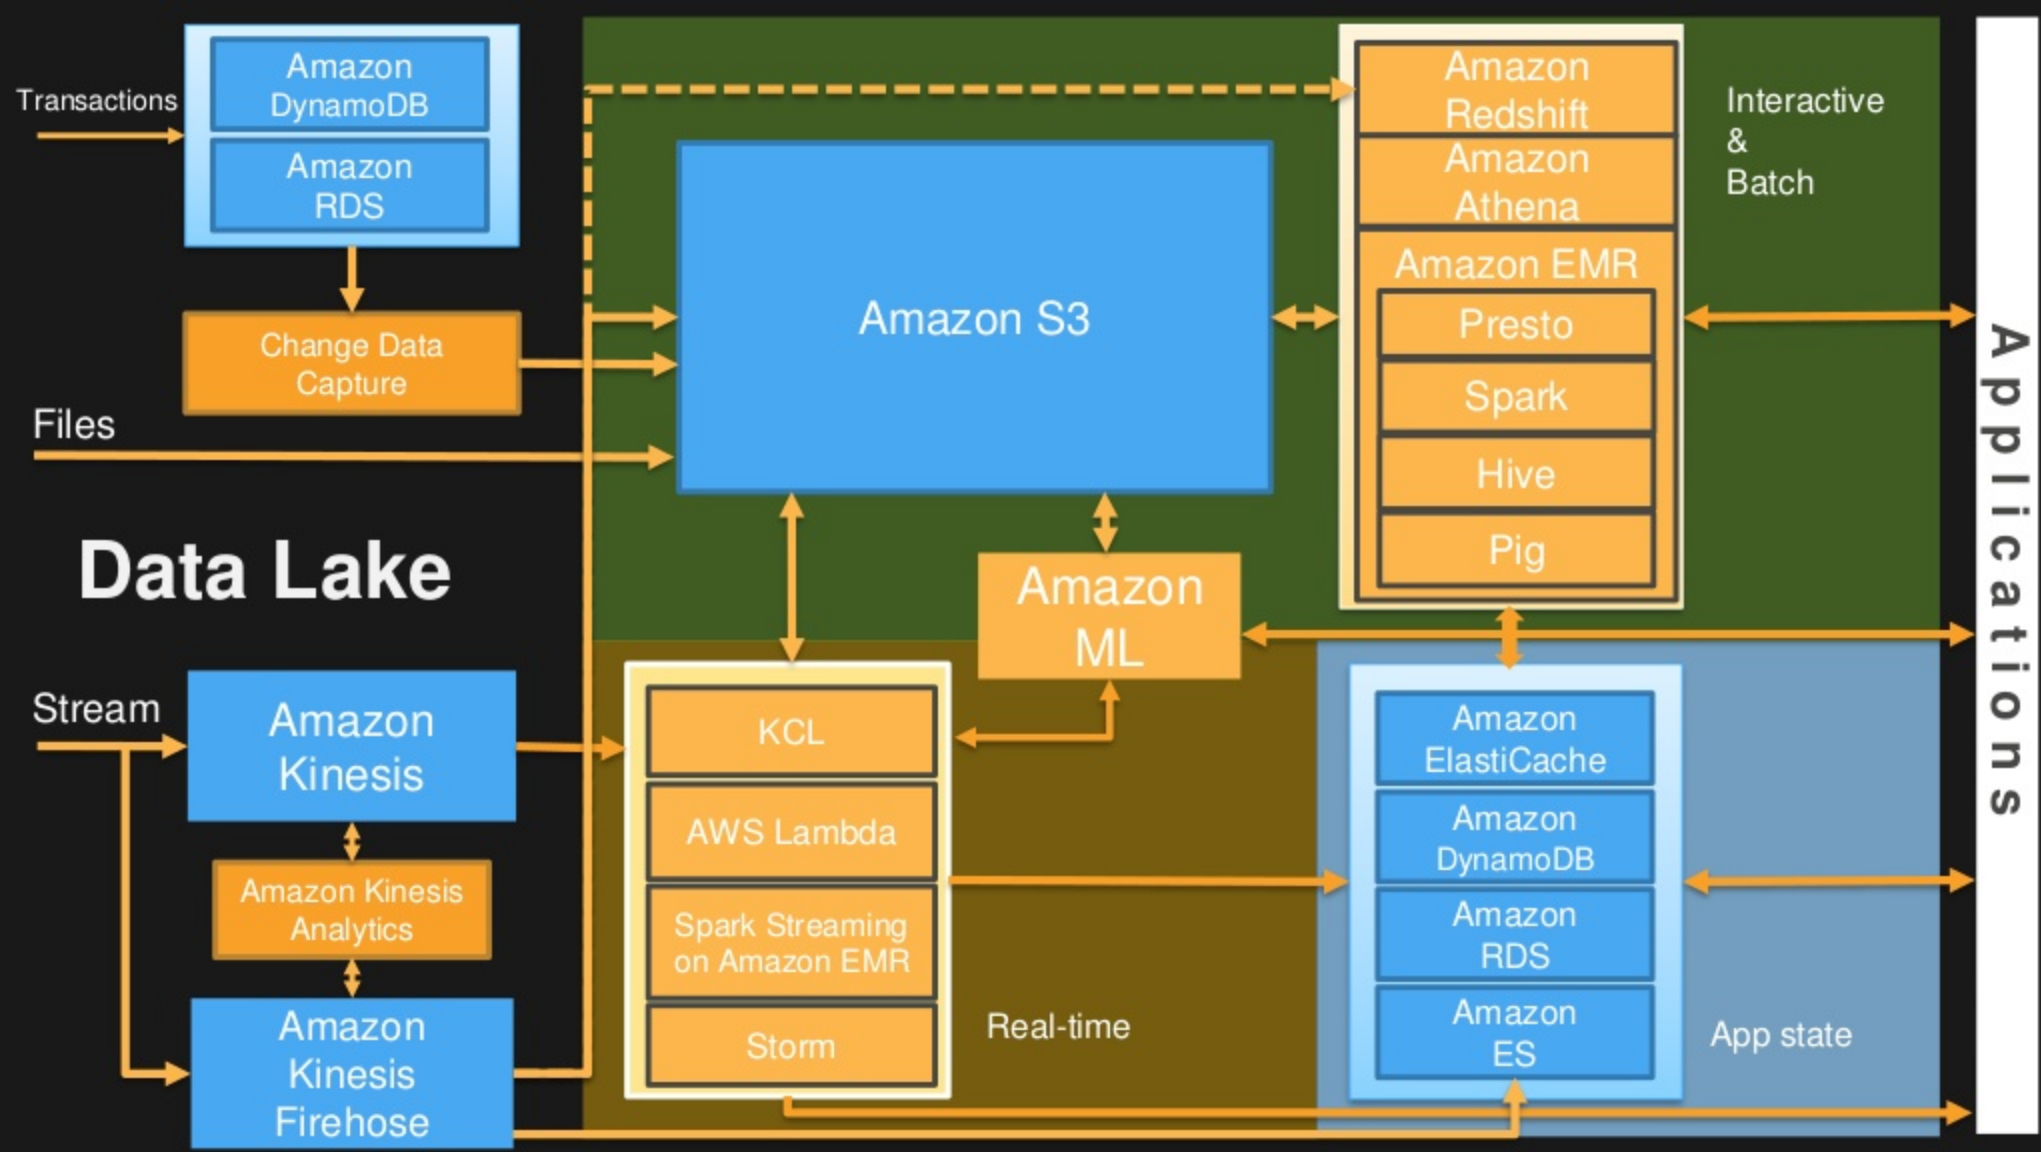 Transactions
Amazon
DynamoDB
Amazon
RDS
Change Data
Capture
Files
Data Lake
Stream
Amazon
Kinesis
Amazon Kinesis
Analytics
Amazon
Kinesis
Firehose
Amazon S3
Amazon
ML
KCL
AWS Lambda
Spark Streaming
on Amazon EMR
Storm
Real-time
Amazon
Redshift
Amazon
Athena
Amazon EMR
Presto
Spark
Hive
Pig
Interactive
&
Batch
Amazon
ElastiCache
Amazon
DynamoDB
Amazon
RDS
Amazon
ES
App state
Applications